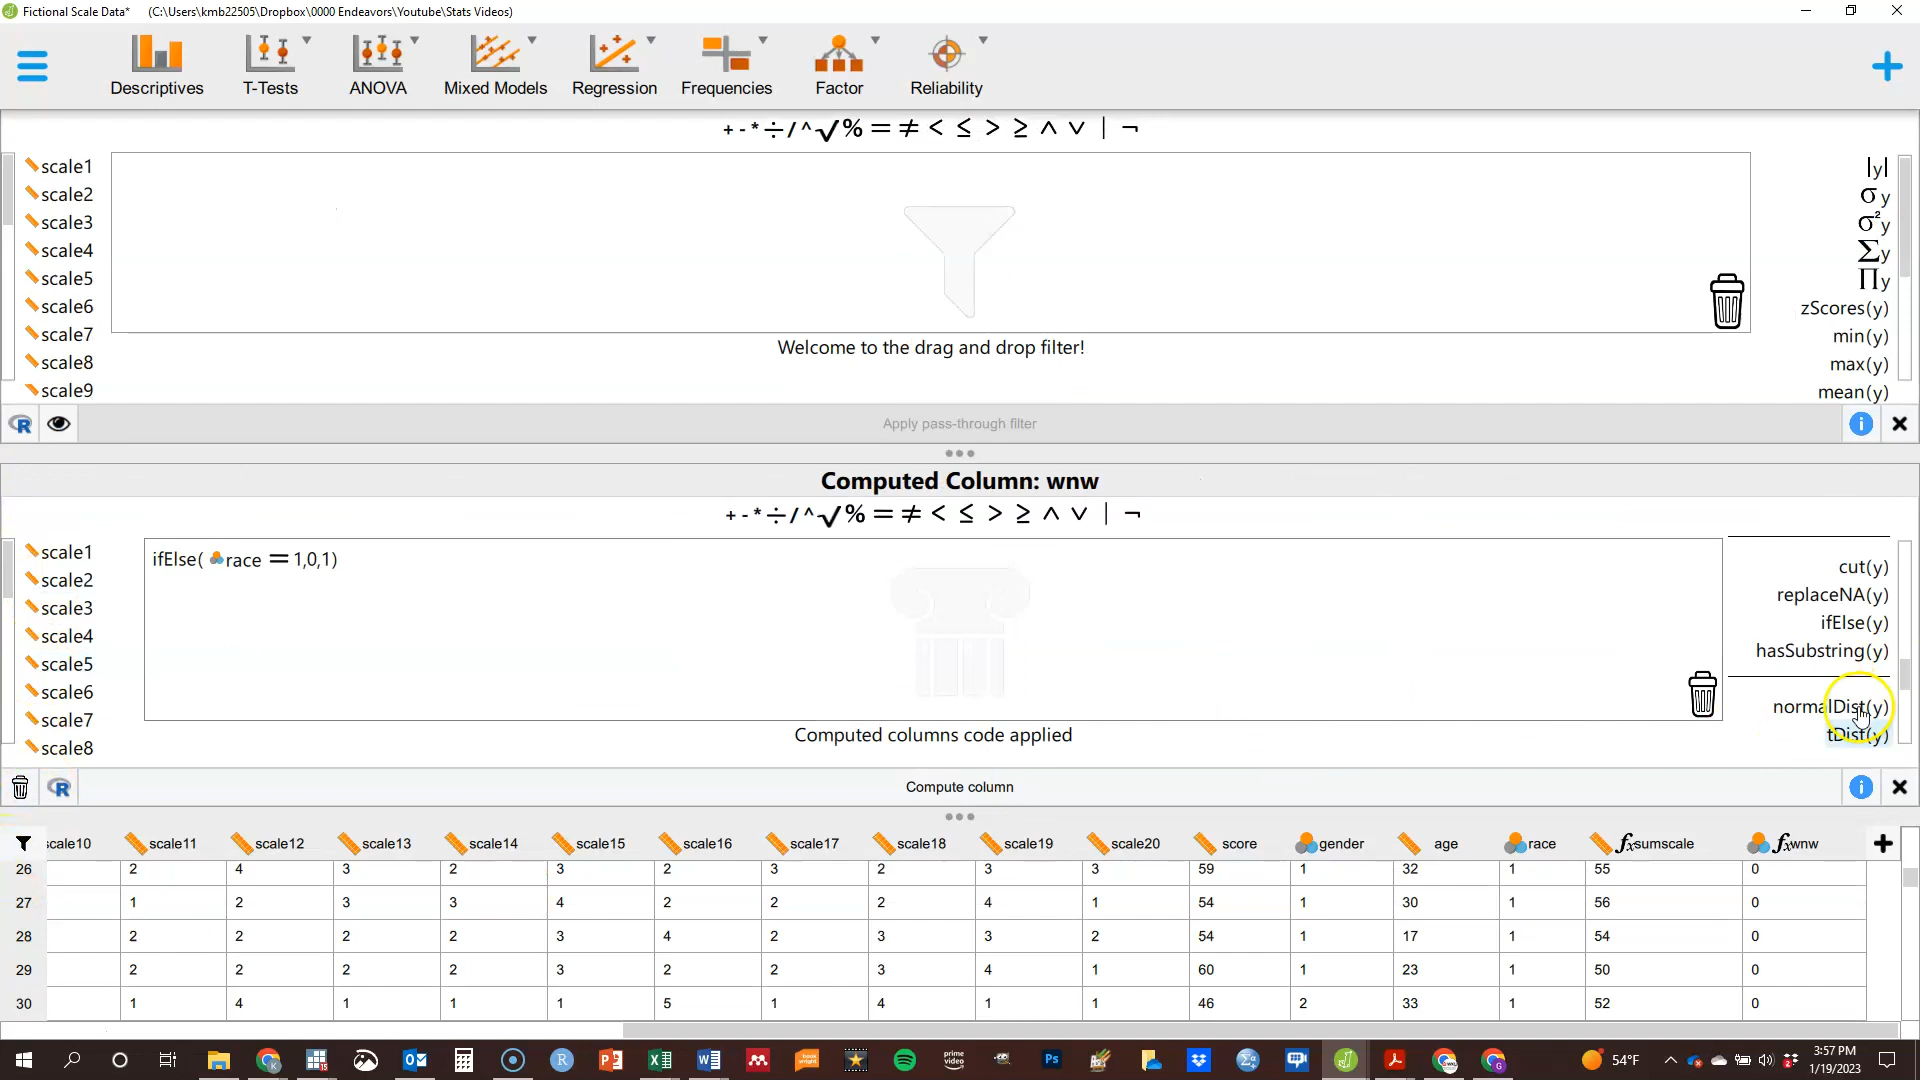 Fictional Scale Data* (C:\Users\kmb22505\Dropbox\0000 Endeavors\Youtube\Stats Videos)
Descriptives T-Tests ANOVA Mixed Models Regression Frequencies Factor Reliability
+ - * ÷ / ^ √ % = ≠ < ≤ > ≥ ∧ ∨ | ¬
scale1 |y|
scale2 σ y
scale3 σ²y
scale4 Σy
scale5 ∏y
scale6 zScores(y)
scale7 min(y)
Welcome to the drag and drop filter!
scale8 max(y)
scale9 mean(y)
R Apply pass-through filter i
Computed Column: wnw
+ - * ÷ / ^ √ % = ≠ < ≤ > ≥ ∧ ∨ | ¬
scale1 ifElse( race = 1,0,1) cut(y)
scale2 replaceNA(y)
scale3 ifElse(y)
scale4 hasSubstring(y)
scale5
scale6 normalDist(y)
scale7 tDist(y)
Computed columns code applied
scale8
R Compute column i
scale10 scale11 scale12 scale13 scale14 scale15 scale16 scale17 scale18 scale19 scale20 score gender age race fx sumscale fx wnw +
26 2 4 3 2 3 2 3 2 3 3 59 1 32 1 55 0
27 1 2 3 3 4 2 2 2 4 1 54 1 30 1 56 0
28 2 2 2 2 3 4 2 3 3 2 54 1 17 1 54 0
29 2 2 2 2 3 2 2 3 4 1 60 1 23 1 50 0
30 1 4 1 1 1 5 1 4 1 1 46 2 33 1 52 0
54°F 3:57 PM
1/19/2023